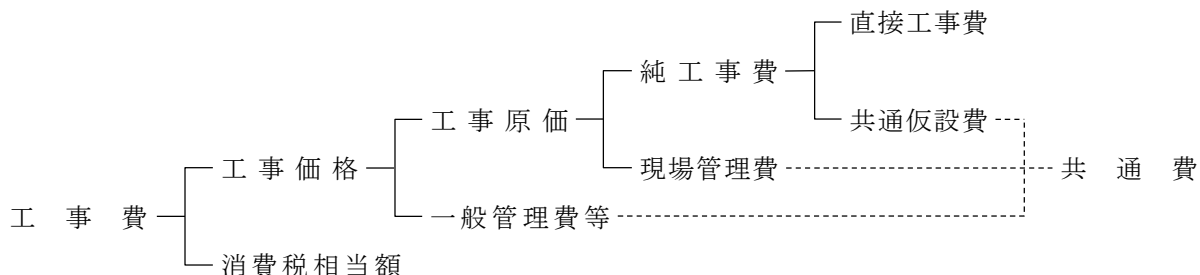 直接工事費
純工事費
工事原価
共通仮設費
工事価格
現場管理費
共通費
工事費
一般管理費等
消費税相当額